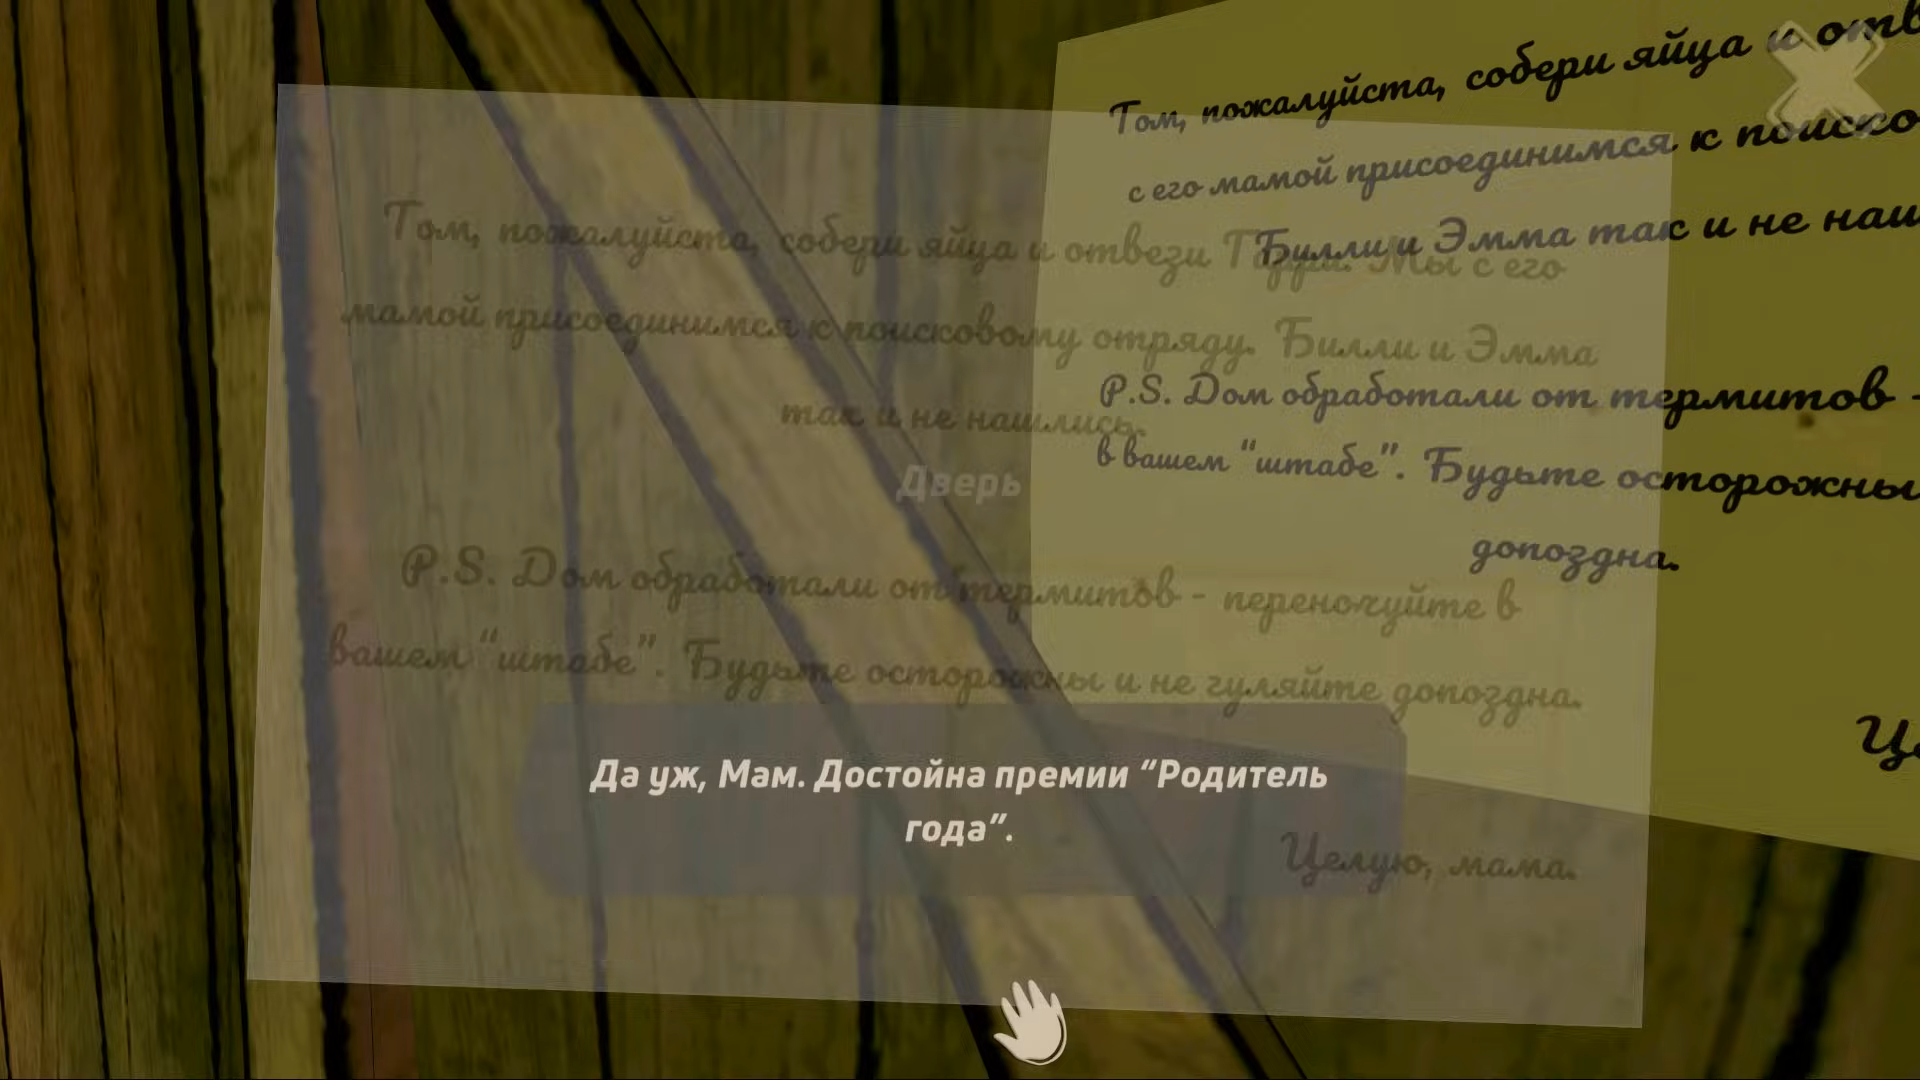 Том, пожалуйста, собери яйца и отв
с его мамой присоединимся к поиско
Билли и Эмма так и не наш
P.S. Дом обработали от термитов -
в вашем “штабе”. Будьте осторожны
допоздна.
Це
Том, пожалуйста, собери яйца и отвези Гарри. Мы с его
мамой присоединимся к поисковому отряду. Билли и Эмма
так и не нашлись.
Дверь
P.S. Дом обработали от термитов - переночуйте в
вашем “штабе”. Будьте осторожны и не гуляйте допоздна.
Да уж, Мам. Достойна премии “Родитель
года”.
Целую, мама.